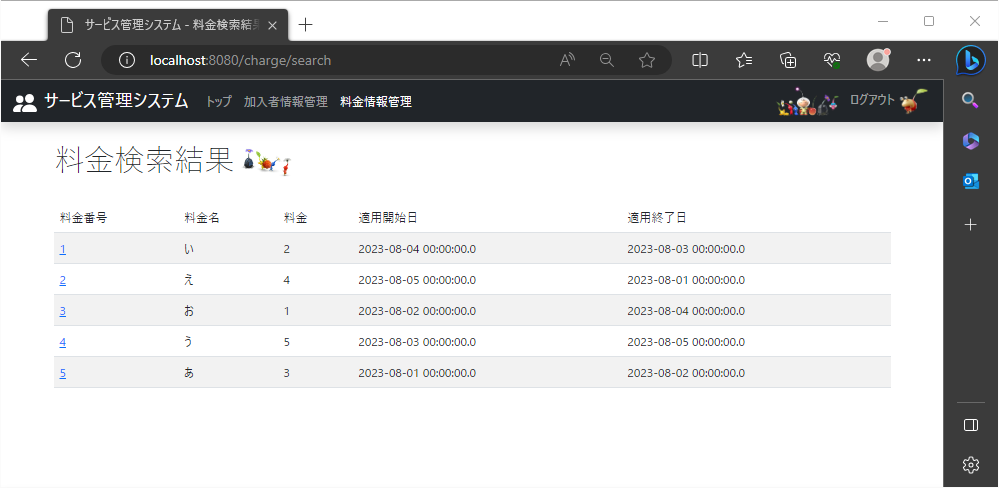 サービス管理システム - 料金検索結果
localhost:8080/charge/search
サービス管理システム トップ 加入者情報管理 料金情報管理 ログアウト
料金検索結果
料金番号 料金名 料金 適用開始日 適用終了日
1 い 2 2023-08-04 00:00:00.0 2023-08-03 00:00:00.0
2 え 4 2023-08-05 00:00:00.0 2023-08-01 00:00:00.0
3 お 1 2023-08-02 00:00:00.0 2023-08-04 00:00:00.0
4 う 5 2023-08-03 00:00:00.0 2023-08-05 00:00:00.0
5 あ 3 2023-08-01 00:00:00.0 2023-08-02 00:00:00.0